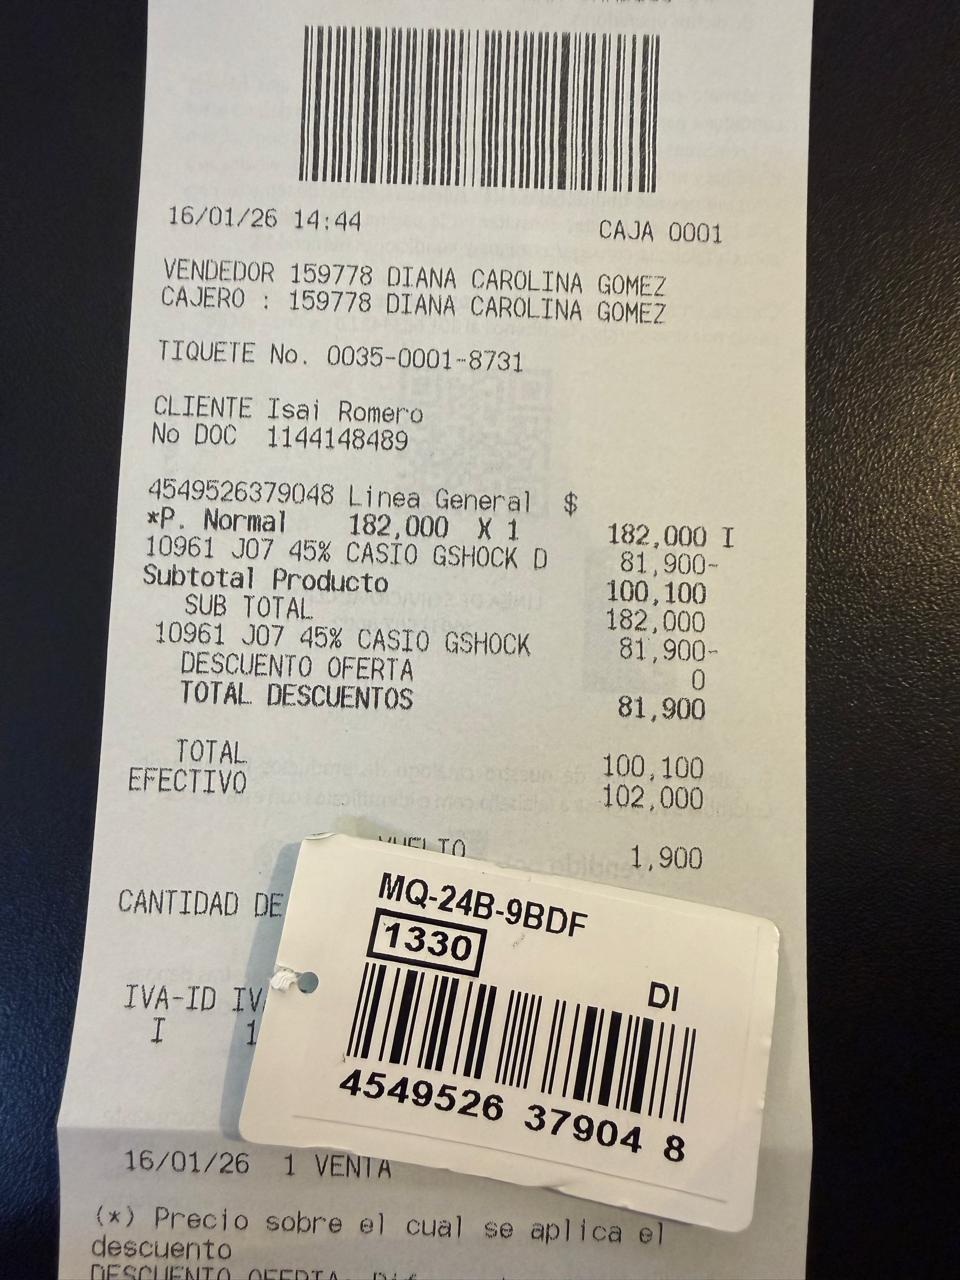 16/01/26 14:44 CAJA 0001
VENDEDOR 159778 DIANA CAROLINA GOMEZ
CAJERO : 159778 DIANA CAROLINA GOMEZ
TIQUETE No. 0035-0001-8731
CLIENTE Isai Romero
No DOC 1144148489
4549526379048 Linea General $
*P. Normal 182,000 X 1 182,000 I
10961 J07 45% CASIO GSHOCK D 81,900-
Subtotal Producto 100,100
SUB TOTAL 182,000
10961 J07 45% CASIO GSHOCK 81,900-
DESCUENTO OFERTA 0
TOTAL DESCUENTOS 81,900
TOTAL 100,100
EFECTIVO 102,000
VUELTO 1,900
CANTIDAD DE
IVA-ID IV
I 1
MQ-24B-9BDF
1330
DI
4549526 37904 8
16/01/26 1 VENTA
(*) Precio sobre el cual se aplica el
descuento
DESCUENTO OFERTA: